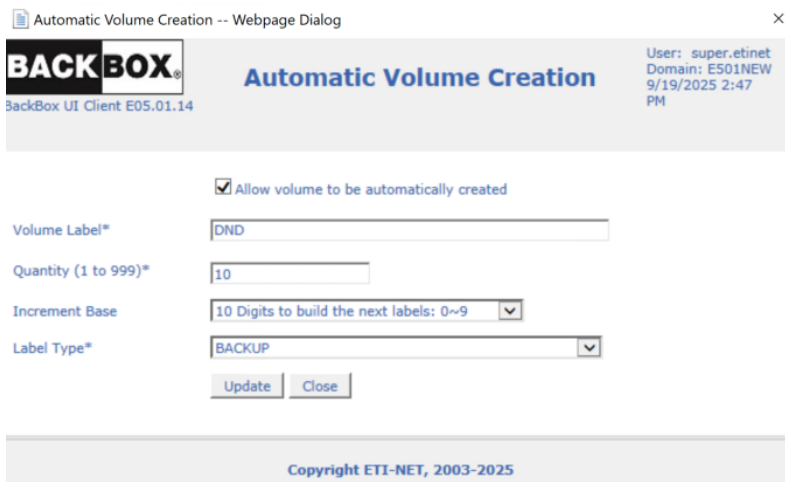 Automatic Volume Creation -- Webpage Dialog
BACKBOX®
BackBox UI Client E05.01.14
Automatic Volume Creation
User: super.etinet
Domain: E501NEW
9/19/2025 2:47
PM
Allow volume to be automatically created
Volume Label*
DND
Quantity (1 to 999)*
10
Increment Base
10 Digits to build the next labels: 0~9
Label Type*
BACKUP
Update
Close
Copyright ETI-NET, 2003-2025